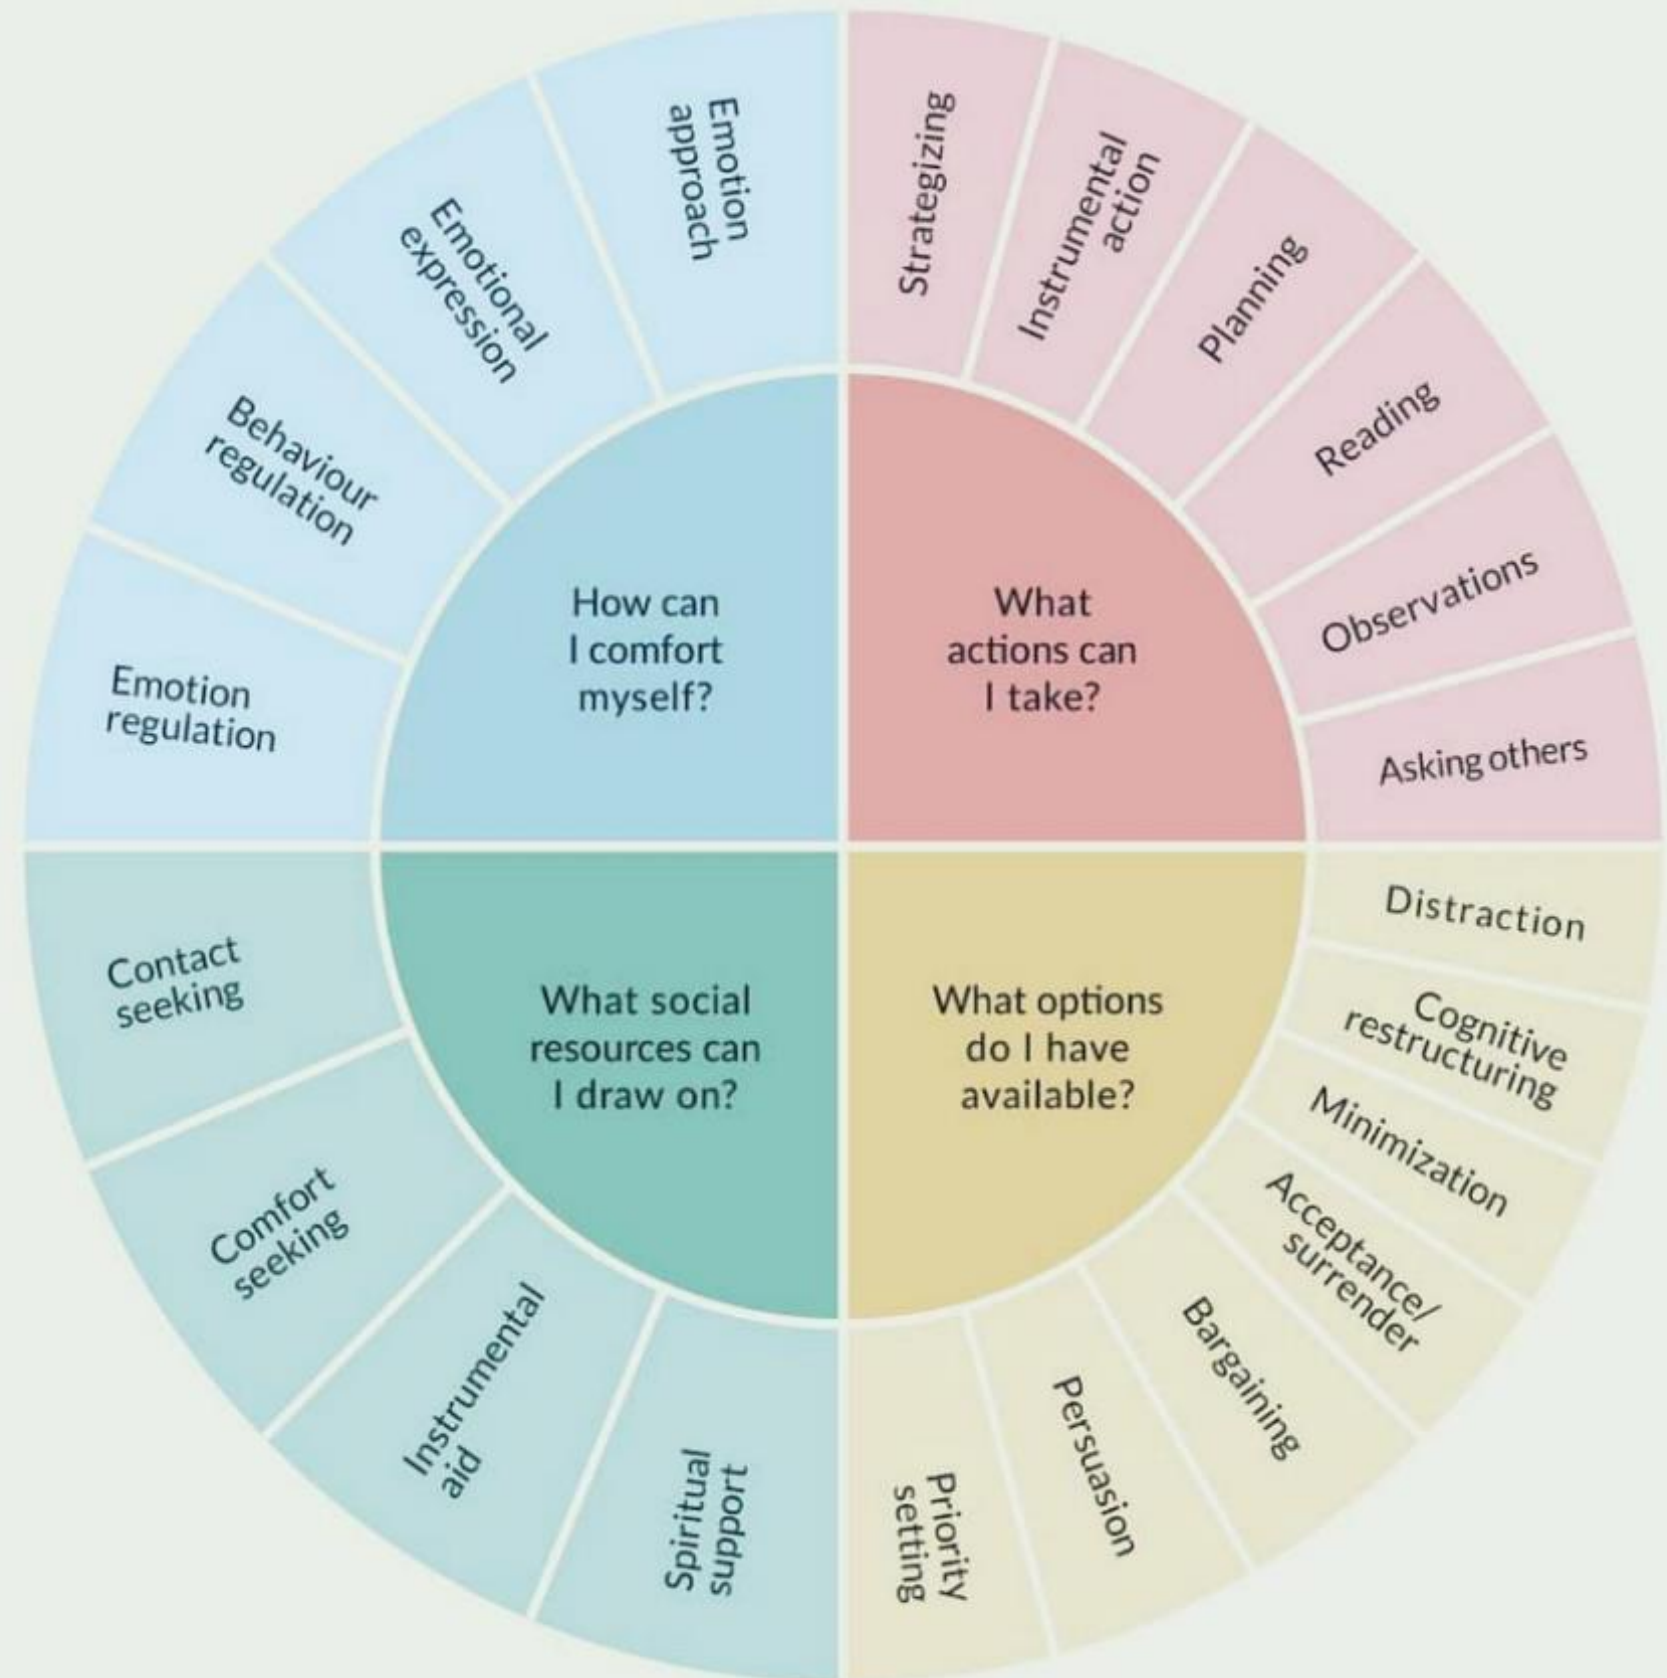 How can
I comfort
myself?
Emotion
approach
Emotional
expression
Behaviour
regulation
Emotion
regulation
What
actions can
I take?
Strategizing
Instrumental
action
Planning
Reading
Observations
Asking others
What options
do I have
available?
Distraction
Cognitive
restructuring
Minimization
Acceptance/
surrender
Bargaining
Persuasion
Priority
setting
What social
resources can
I draw on?
Contact
seeking
Comfort
seeking
Instrumental
aid
Spiritual
support